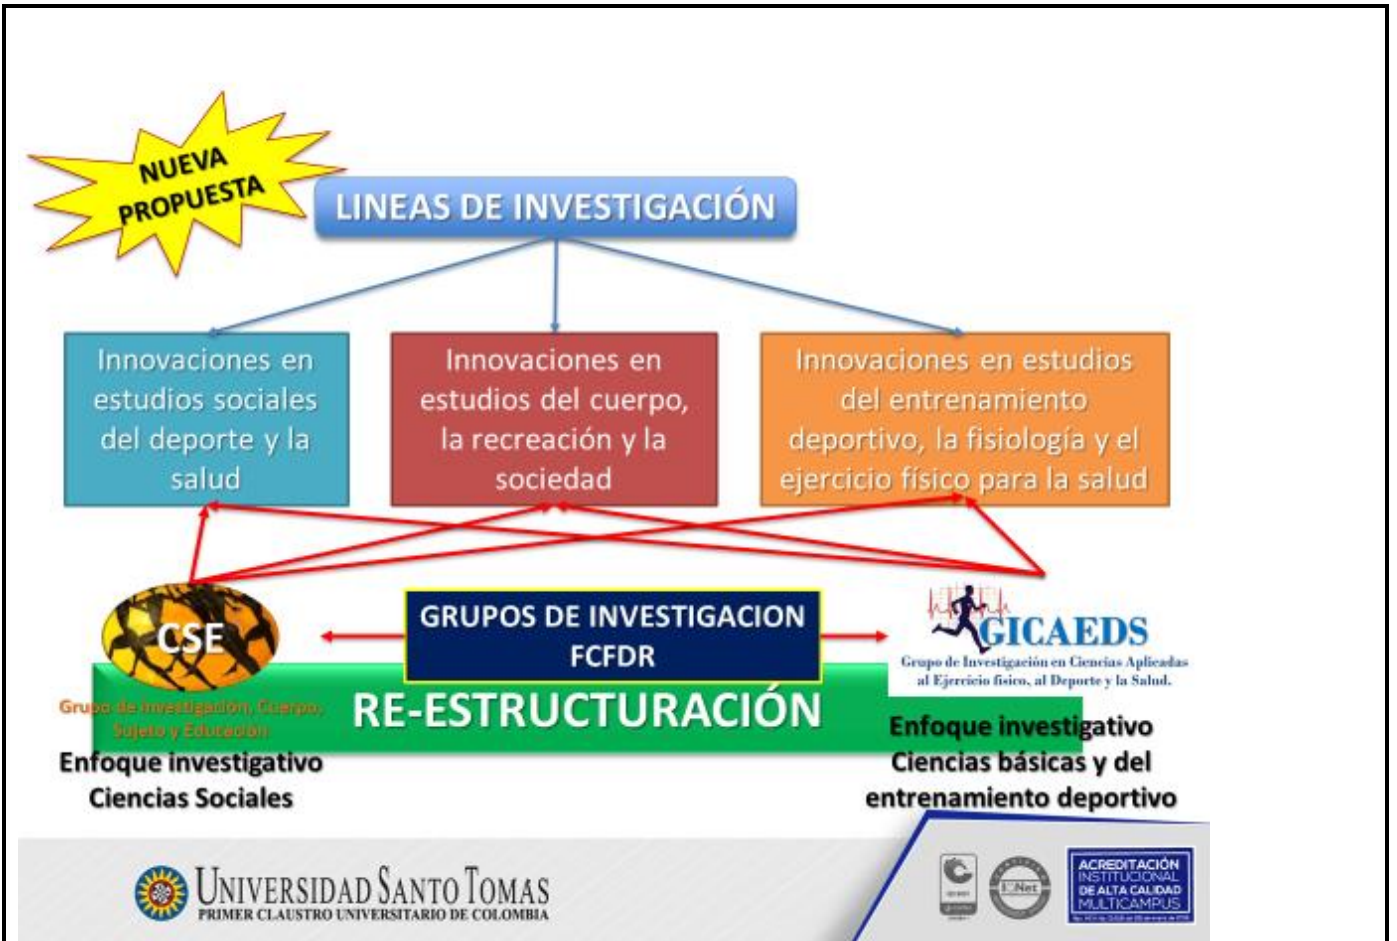 NUEVA
PROPUESTA
LINEAS DE INVESTIGACIÓN
Innovaciones en
estudios sociales
del deporte y la
salud
Innovaciones en
estudios del cuerpo,
la recreación y la
sociedad
Innovaciones en estudios
del entrenamiento
deportivo, la fisiología y el
ejercicio físico para la salud
CSE
Grupo de Investigación, Cuerpo,
Sujeto y Educación
Enfoque investigativo
Ciencias Sociales
GRUPOS DE INVESTIGACION
FCFDR
RE-ESTRUCTURACIÓN
GICAEDS
Grupo de Investigación en Ciencias Aplicadas
al Ejercicio físico, al Deporte y la Salud.
Enfoque investigativo
Ciencias básicas y del
entrenamiento deportivo
UNIVERSIDAD SANTO TOMAS
PRIMER CLAUSTRO UNIVERSITARIO DE COLOMBIA
IQNet
ACREDITACIÓN
INSTITUCIONAL
DE ALTA CALIDAD
MULTICAMPUS